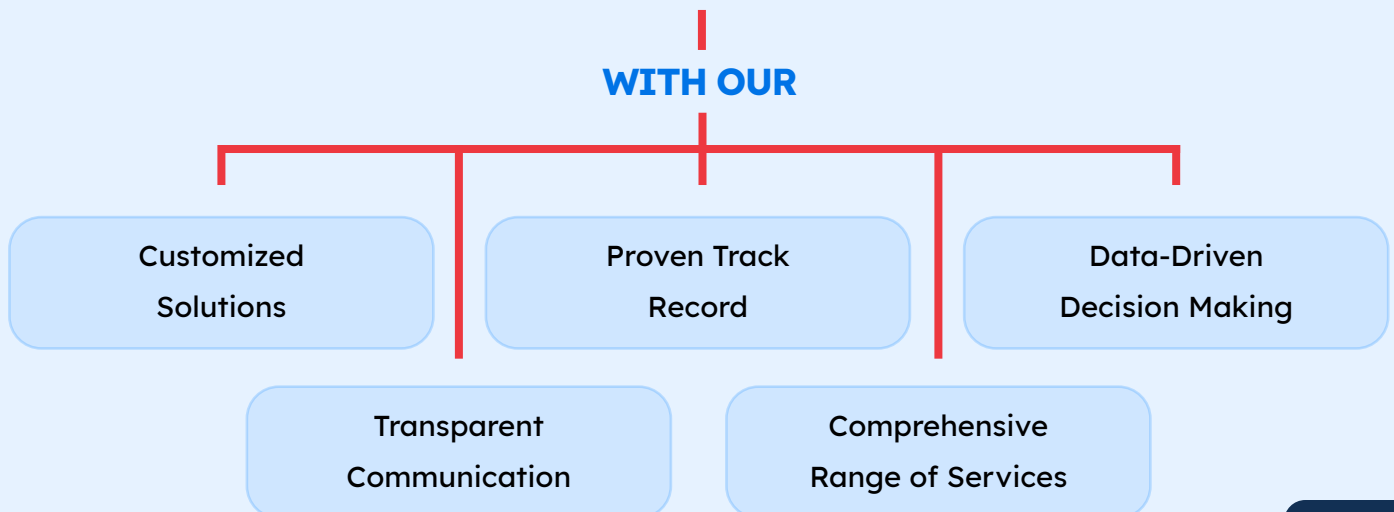 WITH OUR
Customized
Solutions
Proven Track
Record
Data-Driven
Decision Making
Transparent
Communication
Comprehensive
Range of Services